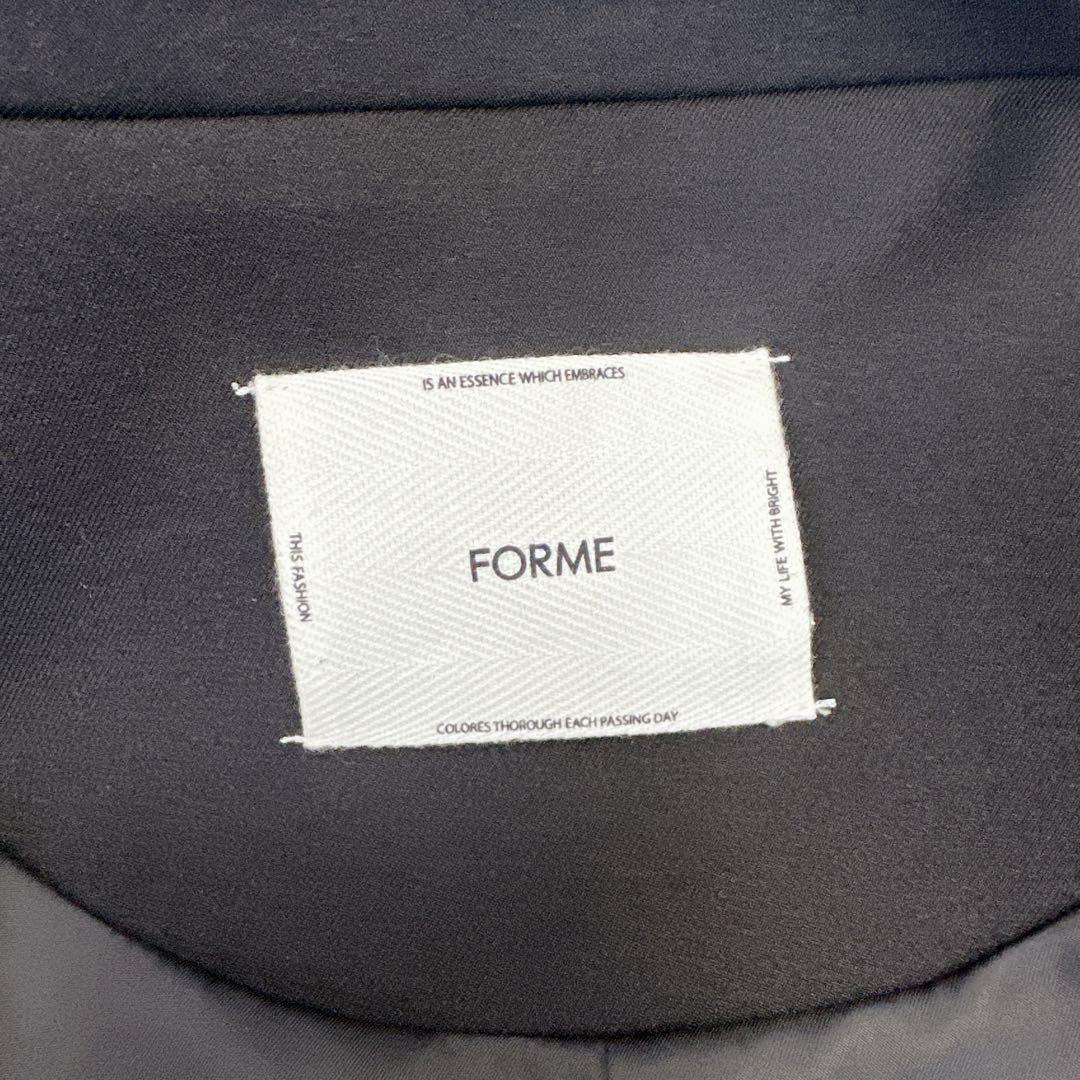 IS AN ESSENCE WHICH EMBRACES
THIS FASHION
FORME
MY LIFE WITH BRIGHT
COLORES THOROUGH EACH PASSING DAY